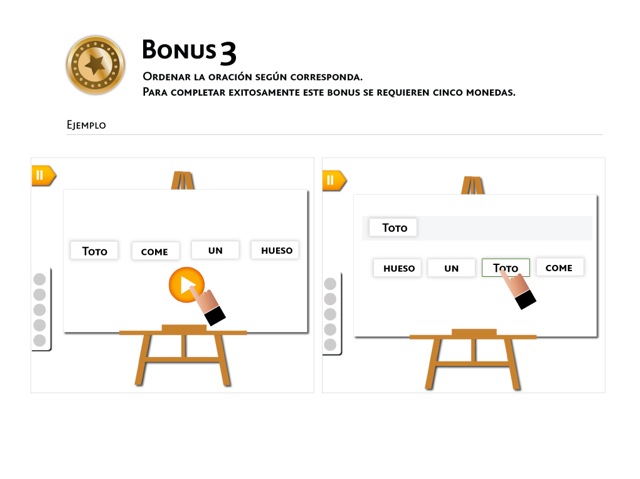 Bonus 3
Ordenar la oración según corresponda.
Para completar exitosamente este bonus se requieren cinco monedas.
Ejemplo
Toto come un hueso
Toto
hueso un Toto come